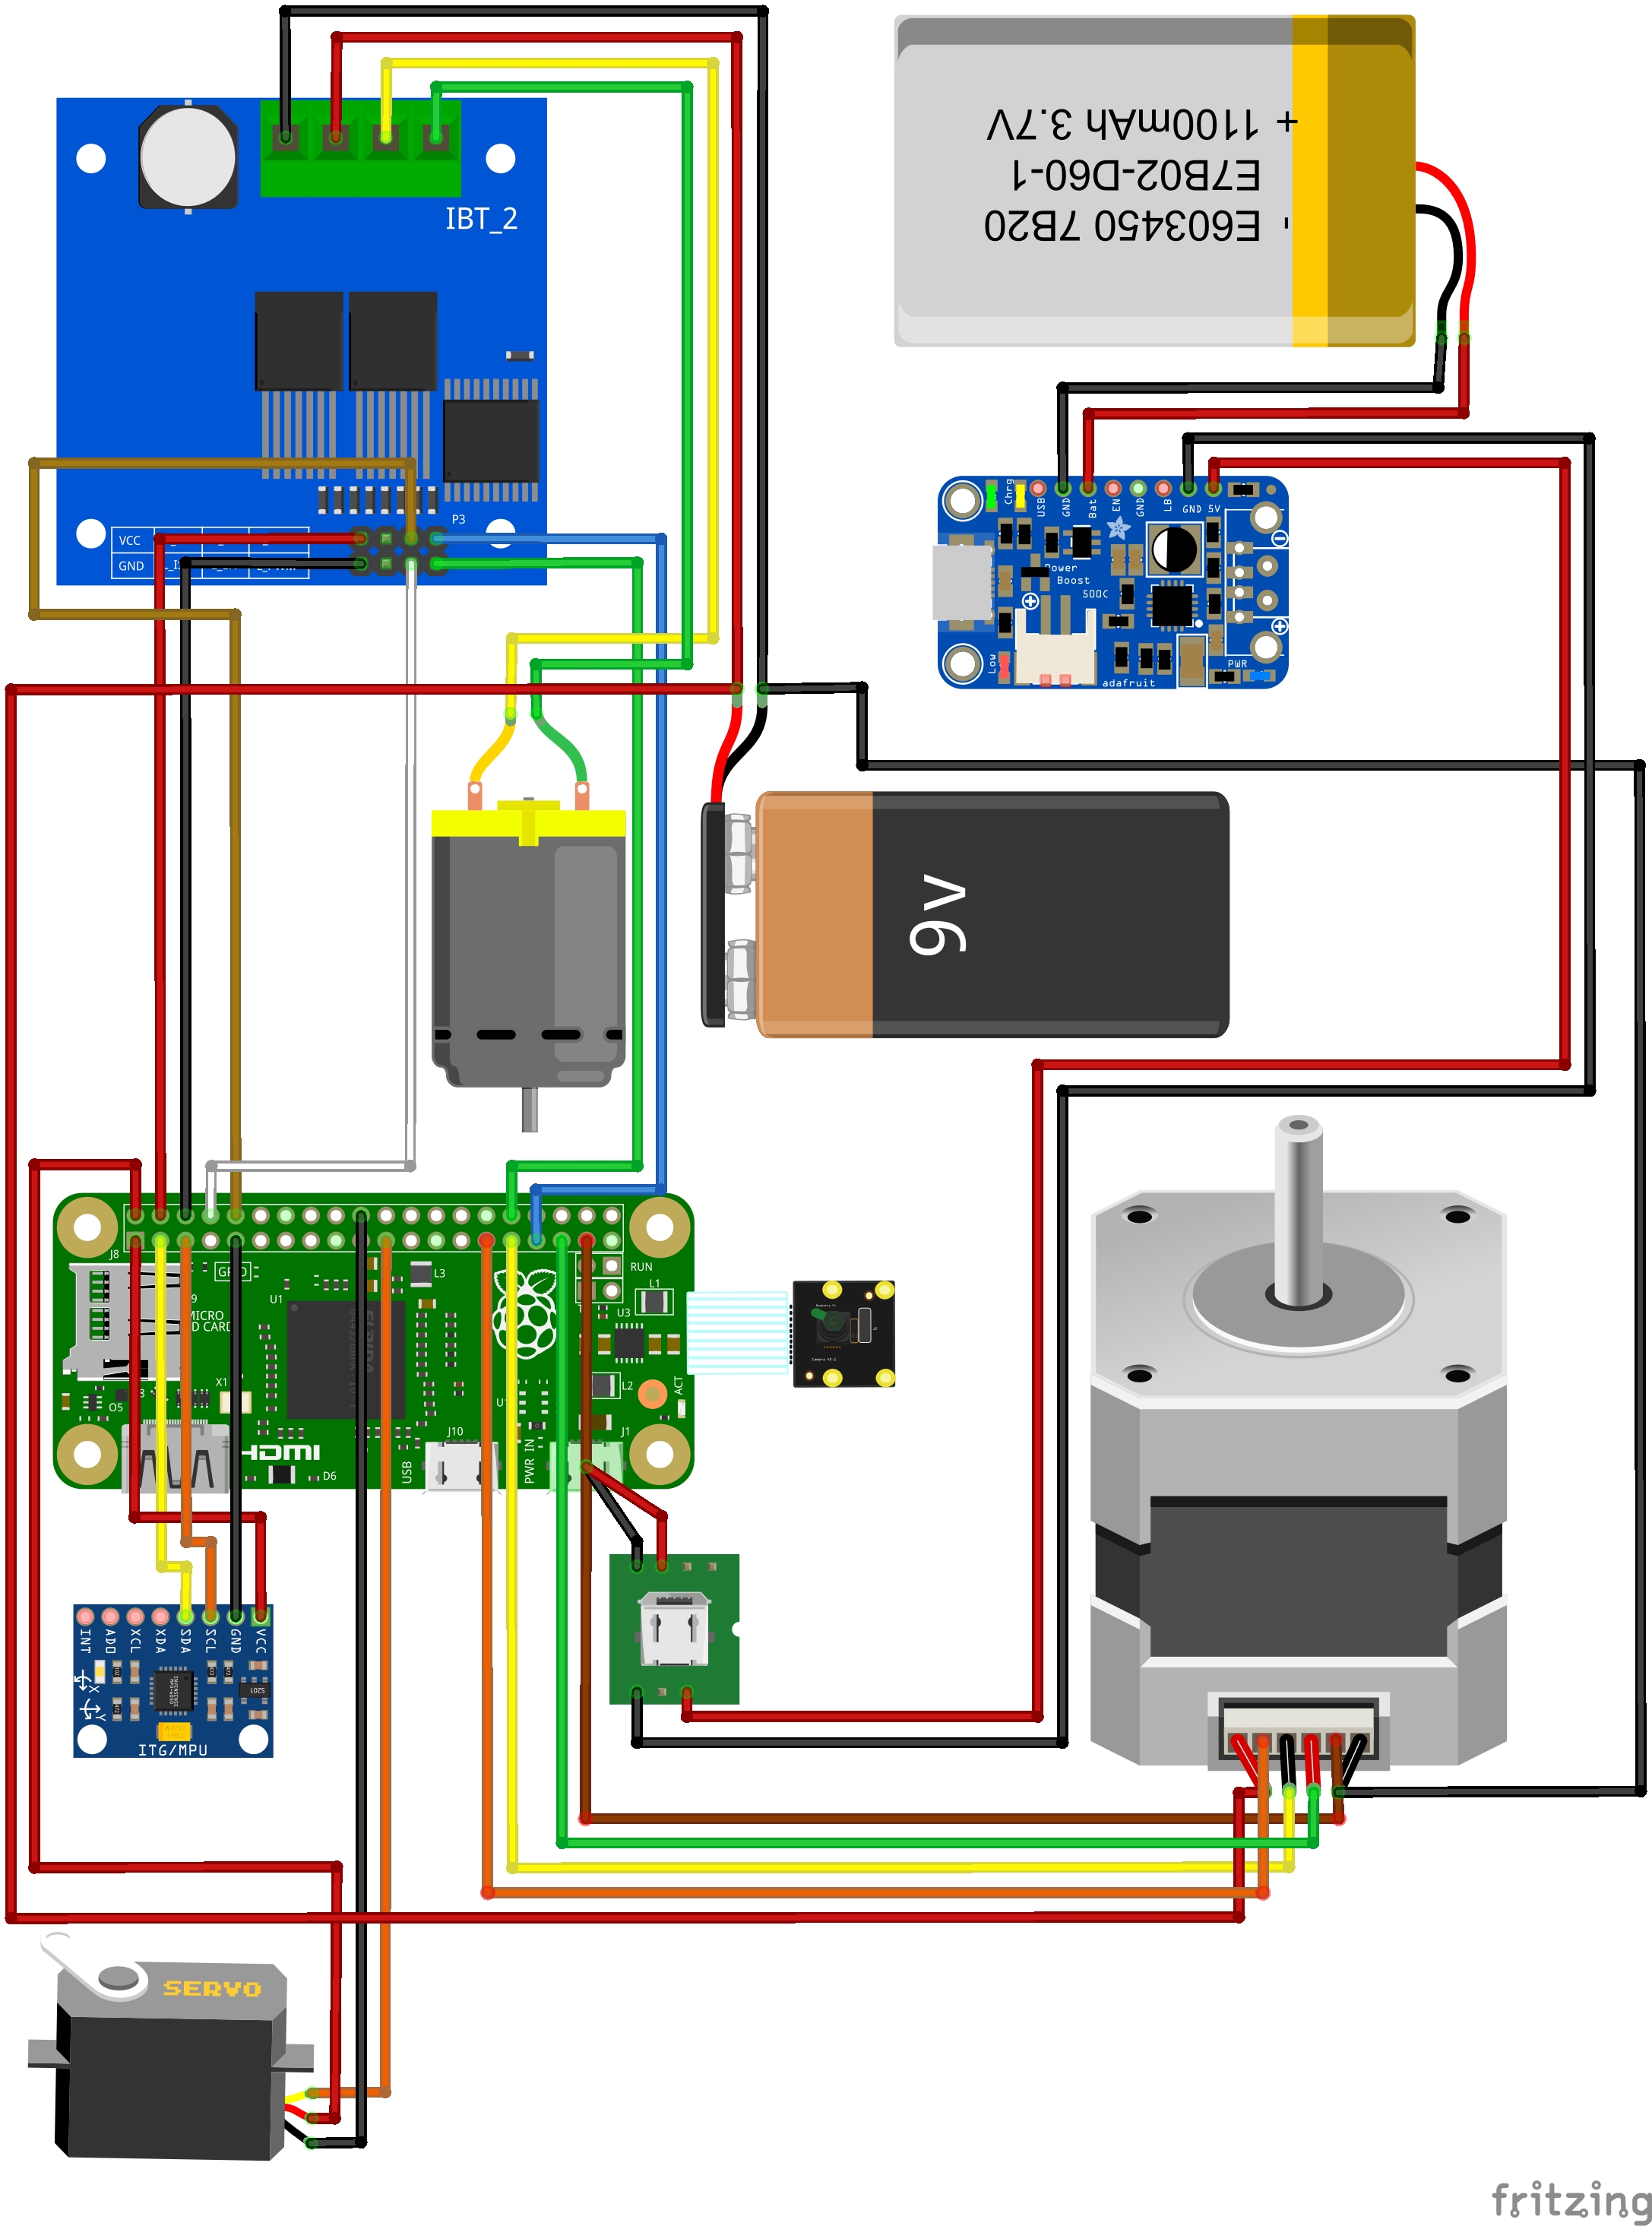 IBT_2
P3
VCC
GND
+ 1100mAh 3.7V
E7B02-D60-1
- E603450 7B20
Chrg
USB
GND
Bat
EN
GND
LB
GND 5V
Power
Boost
500C
Low
PWR
adafruit
9v
J8
GPIO
RUN
MICRO
U1
L3
L1
U3
X1
L2
ACT
O5
J10
J1
HDMI
D6
USB
PWR IN
INT
ADO
XCL
XDA
SDA
SCL
GND
VCC
X
Y
ITG/MPU
SERVO
fritzing